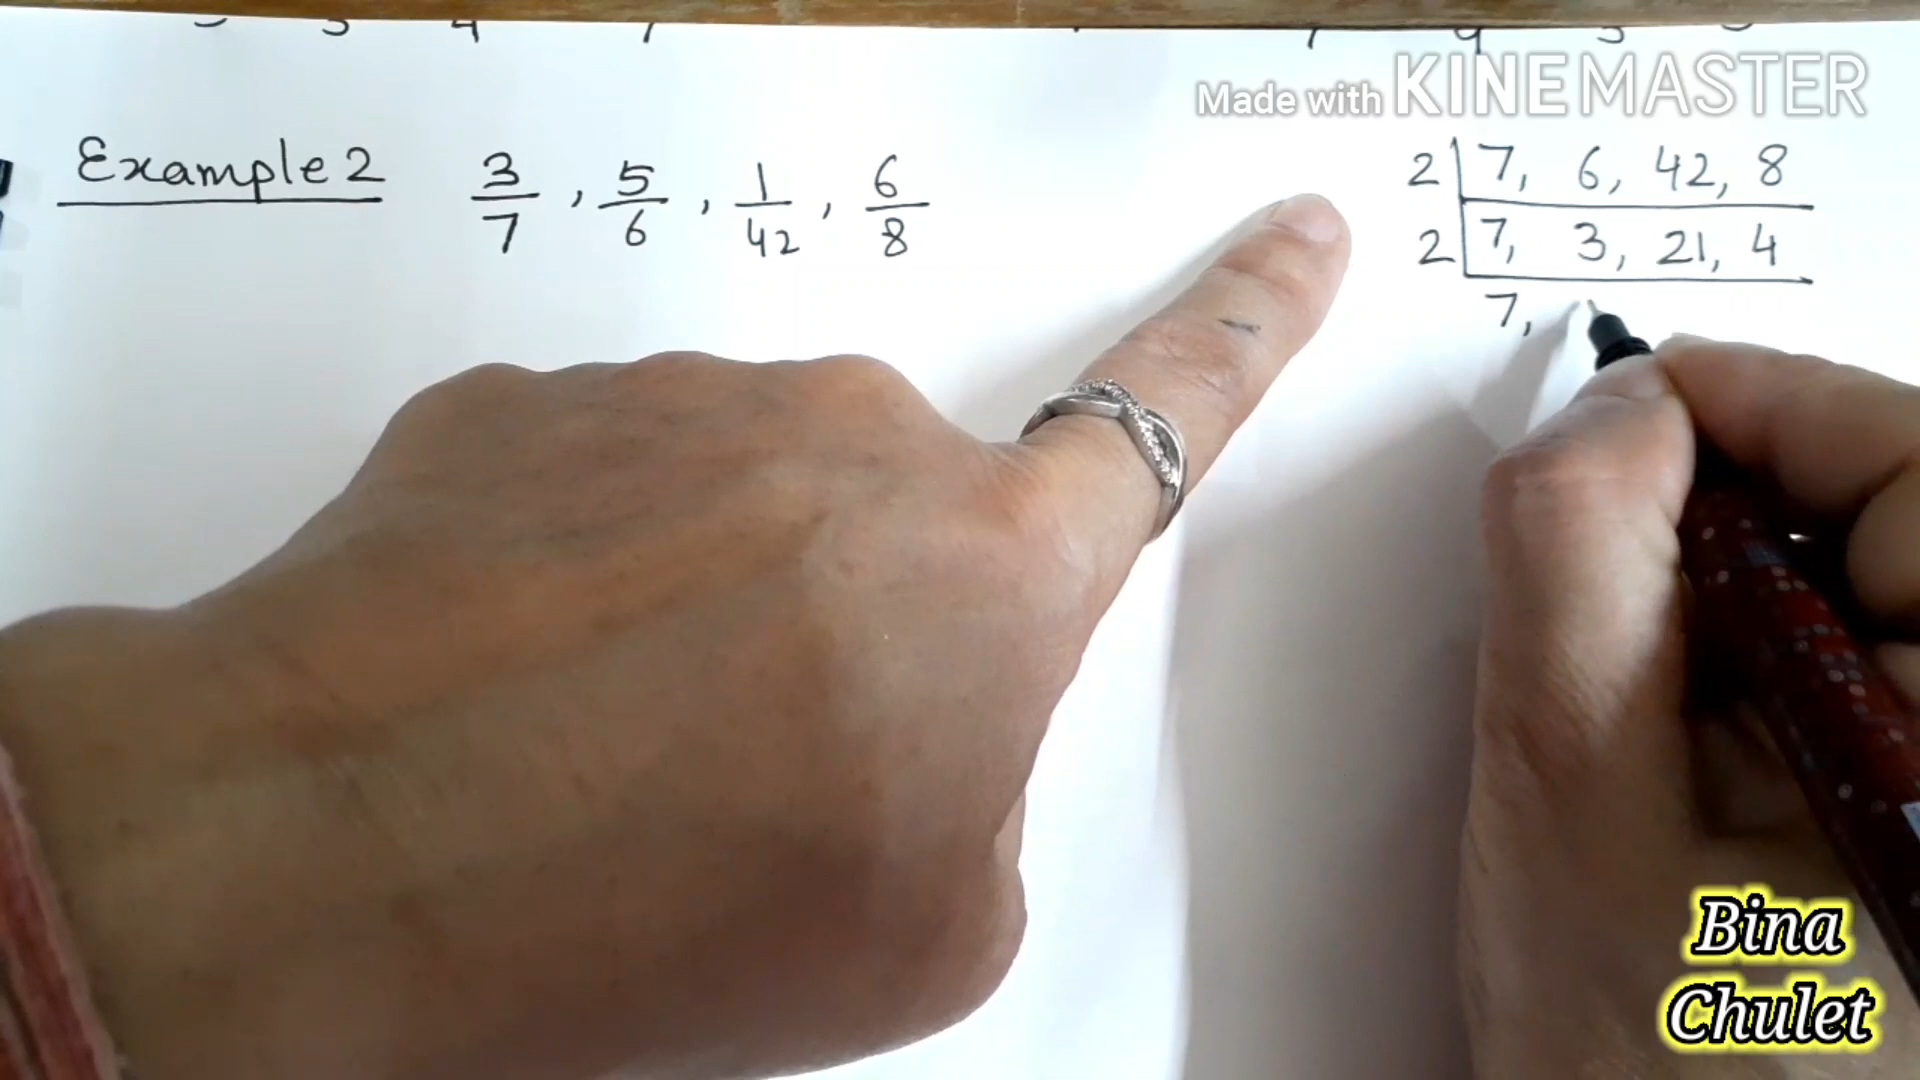 Made with KINEMASTER
Example 2 3/7 , 5/6 , 1/42 , 6/8
2 | 7, 6, 42, 8
2 | 7, 3, 21, 4
7,
Bina
Chulet